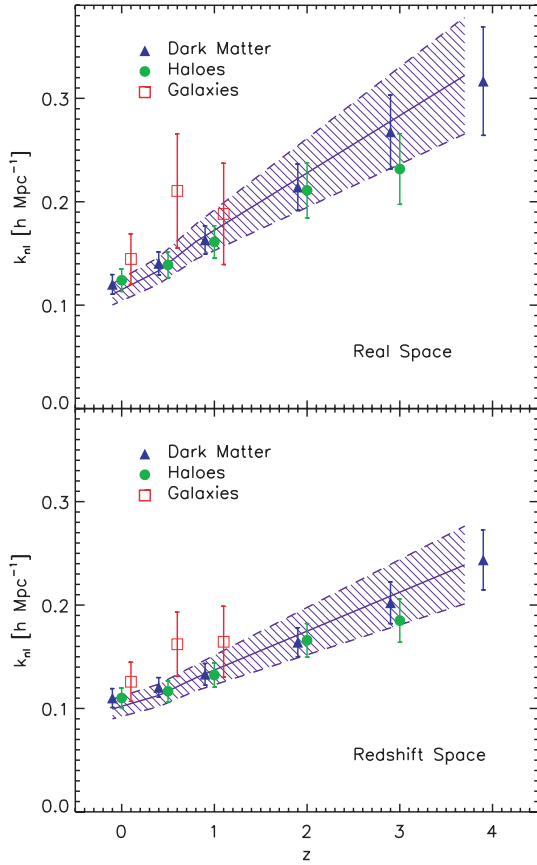 Dark Matter
Haloes
Galaxies
0.3
0.2
0.1
0.0
k_nl [h Mpc⁻¹]
Real Space
Dark Matter
Haloes
Galaxies
0.3
0.2
0.1
0.0
k_nl [h Mpc⁻¹]
Redshift Space
0 1 2 3 4
z